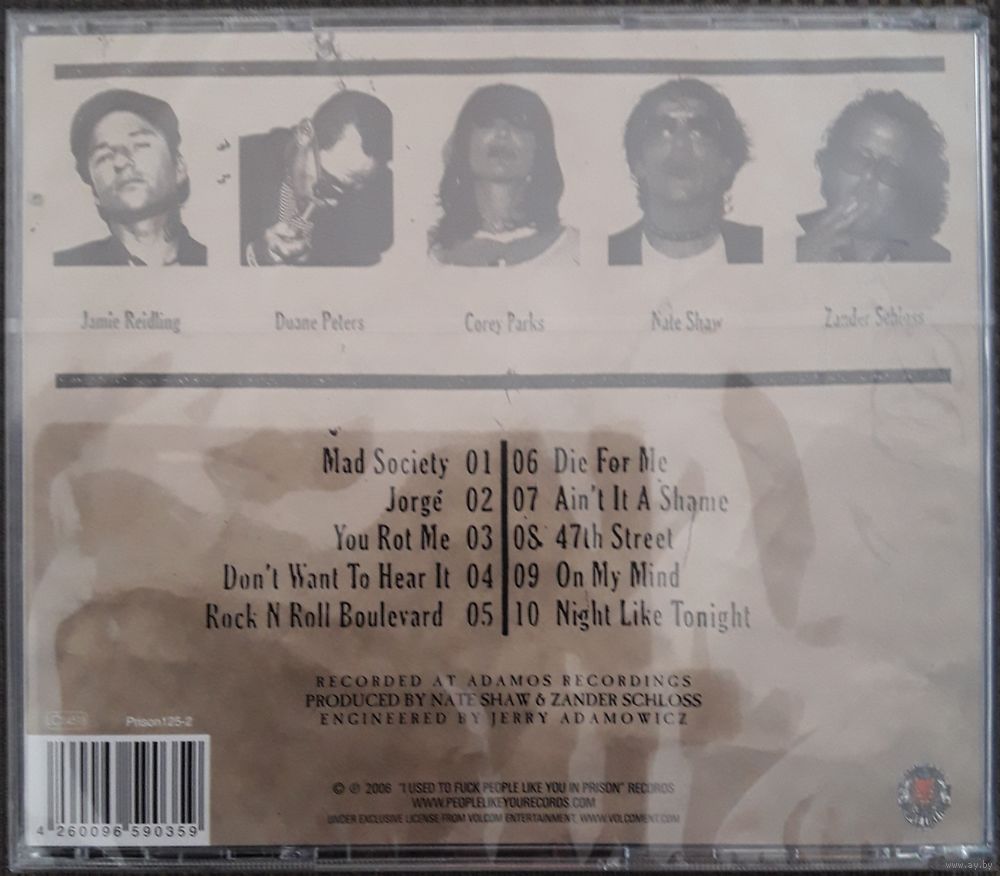 Jamie Reidling Duane Peters Corey Parks Nate Shaw Zander Schloss
Mad Society 01 06 Die For Me
Jorgé 02 07 Ain't It A Shame
You Rot Me 03 08 47th Street
Don't Want To Hear It 04 09 On My Mind
Rock N Roll Boulevard 05 10 Night Like Tonight
RECORDED AT ADAMOS RECORDINGS
PRODUCED BY NATE SHAW & ZANDER SCHLOSS
ENGINEERED BY JERRY ADAMOWICZ
Prison125-2
© ℗ 2006 "I USED TO FUCK PEOPLE LIKE YOU IN PRISON" RECORDS
WWW.PEOPLELIKEYOURECORDS.COM
UNDER EXCLUSIVE LICENSE FROM VOLCOM ENTERTAINMENT, WWW.VOLCOMENT.COM
4 260096 590359
www.ay.by